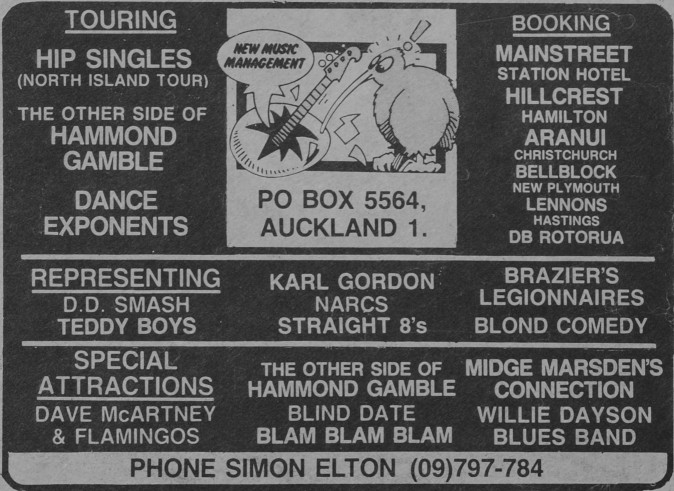 TOURING
HIP SINGLES
(NORTH ISLAND TOUR)
THE OTHER SIDE OF
HAMMOND
GAMBLE
DANCE
EXPONENTS
NEW MUSIC
MANAGEMENT
PO BOX 5564,
AUCKLAND 1.
BOOKING
MAINSTREET
STATION HOTEL
HILLCREST
HAMILTON
ARANUI
CHRISTCHURCH
BELLBLOCK
NEW PLYMOUTH
LENNONS
HASTINGS
DB ROTORUA
REPRESENTING
D.D. SMASH
TEDDY BOYS
KARL GORDON
NARCS
STRAIGHT 8's
BRAZIER'S
LEGIONNAIRES
BLOND COMEDY
SPECIAL
ATTRACTIONS
DAVE McARTNEY
& FLAMINGOS
THE OTHER SIDE OF
HAMMOND GAMBLE
BLIND DATE
BLAM BLAM BLAM
MIDGE MARSDEN'S
CONNECTION
WILLIE DAYSON
BLUES BAND
PHONE SIMON ELTON (09)797-784